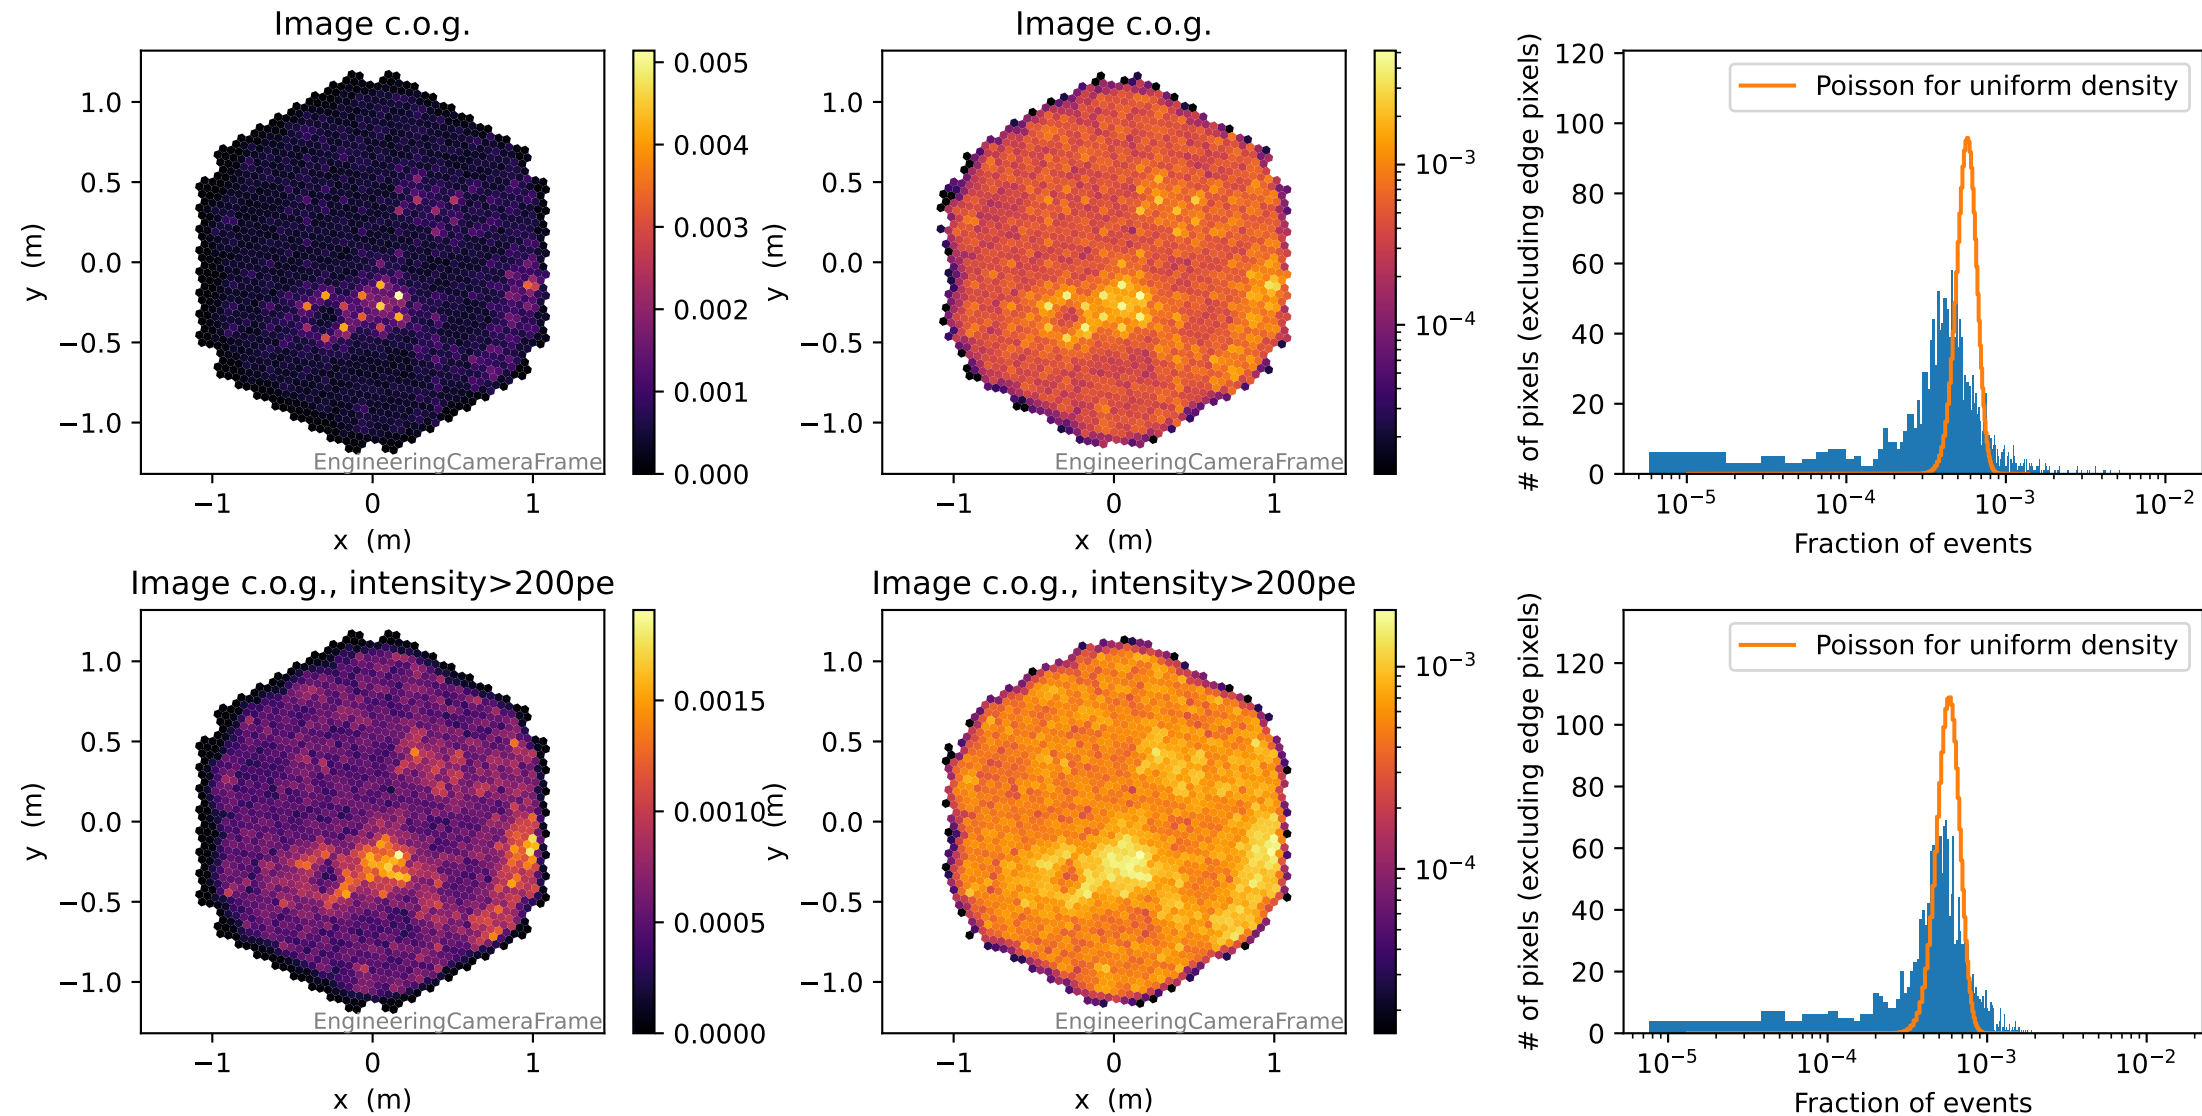 Image c.o.g.
1.0
0.5
0.0
−0.5
−1.0
y (m)
−1 0 1
x (m)
EngineeringCameraFrame
0.005
0.004
0.003
0.002
0.001
0.000
Image c.o.g.
1.0
0.5
0.0
−0.5
−1.0
y (m)
−1 0 1
x (m)
EngineeringCameraFrame
10⁻³
10⁻⁴
120
100
80
60
40
20
0
# of pixels (excluding edge pixels)
Poisson for uniform density
10⁻⁵ 10⁻⁴ 10⁻³ 10⁻²
Fraction of events
Image c.o.g., intensity>200pe
1.0
0.5
0.0
−0.5
−1.0
y (m)
−1 0 1
x (m)
EngineeringCameraFrame
0.0015
0.0010
0.0005
0.0000
Image c.o.g., intensity>200pe
1.0
0.5
0.0
−0.5
−1.0
y (m)
−1 0 1
x (m)
EngineeringCameraFrame
10⁻³
10⁻⁴
120
100
80
60
40
20
0
# of pixels (excluding edge pixels)
Poisson for uniform density
10⁻⁵ 10⁻⁴ 10⁻³ 10⁻²
Fraction of events